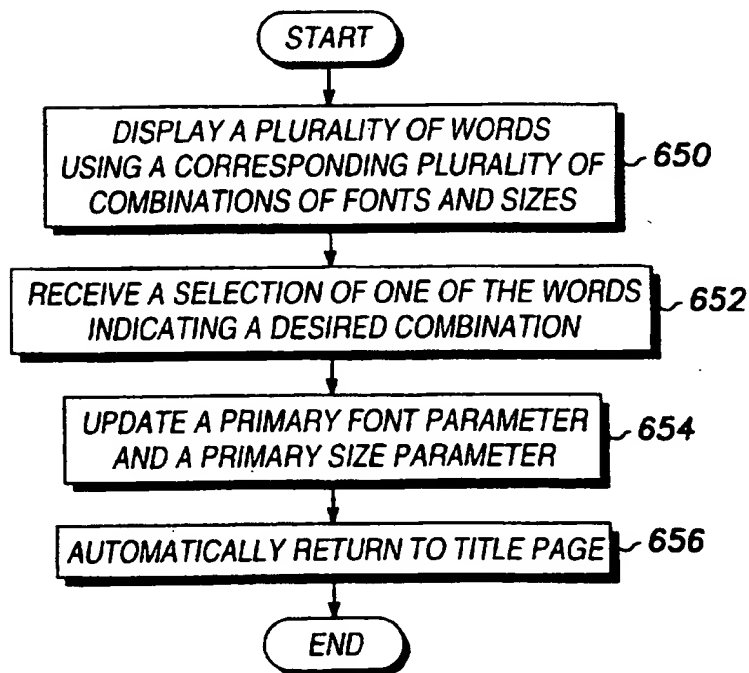 START
DISPLAY A PLURALITY OF WORDS
USING A CORRESPONDING PLURALITY OF
COMBINATIONS OF FONTS AND SIZES
650
RECEIVE A SELECTION OF ONE OF THE WORDS
INDICATING A DESIRED COMBINATION
652
UPDATE A PRIMARY FONT PARAMETER
AND A PRIMARY SIZE PARAMETER
654
AUTOMATICALLY RETURN TO TITLE PAGE
656
END